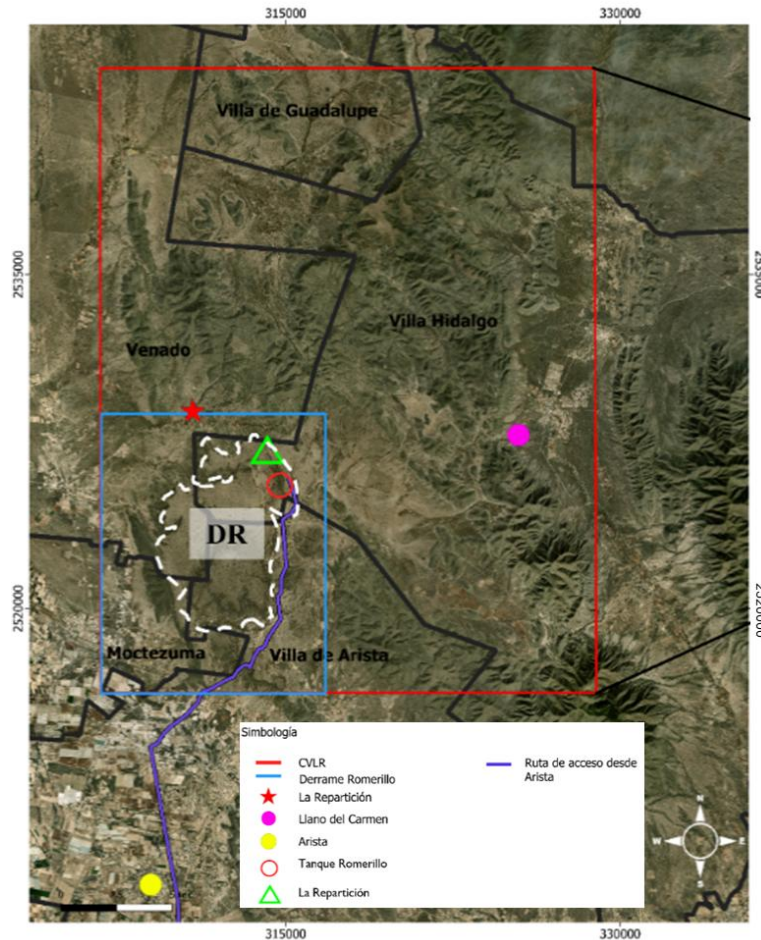 315000
330000
Villa de Guadalupe
2535000
2535000
Villa Hidalgo
Venado
DR
2520000
Moctezuma
Villa de Arista
Simbología
CVLR
Derrame Romerillo
La Repartición
Llano del Carmen
Arista
Tanque Romerillo
La Repartición
Ruta de acceso desde
Arista
N
W
E
S
315000
330000